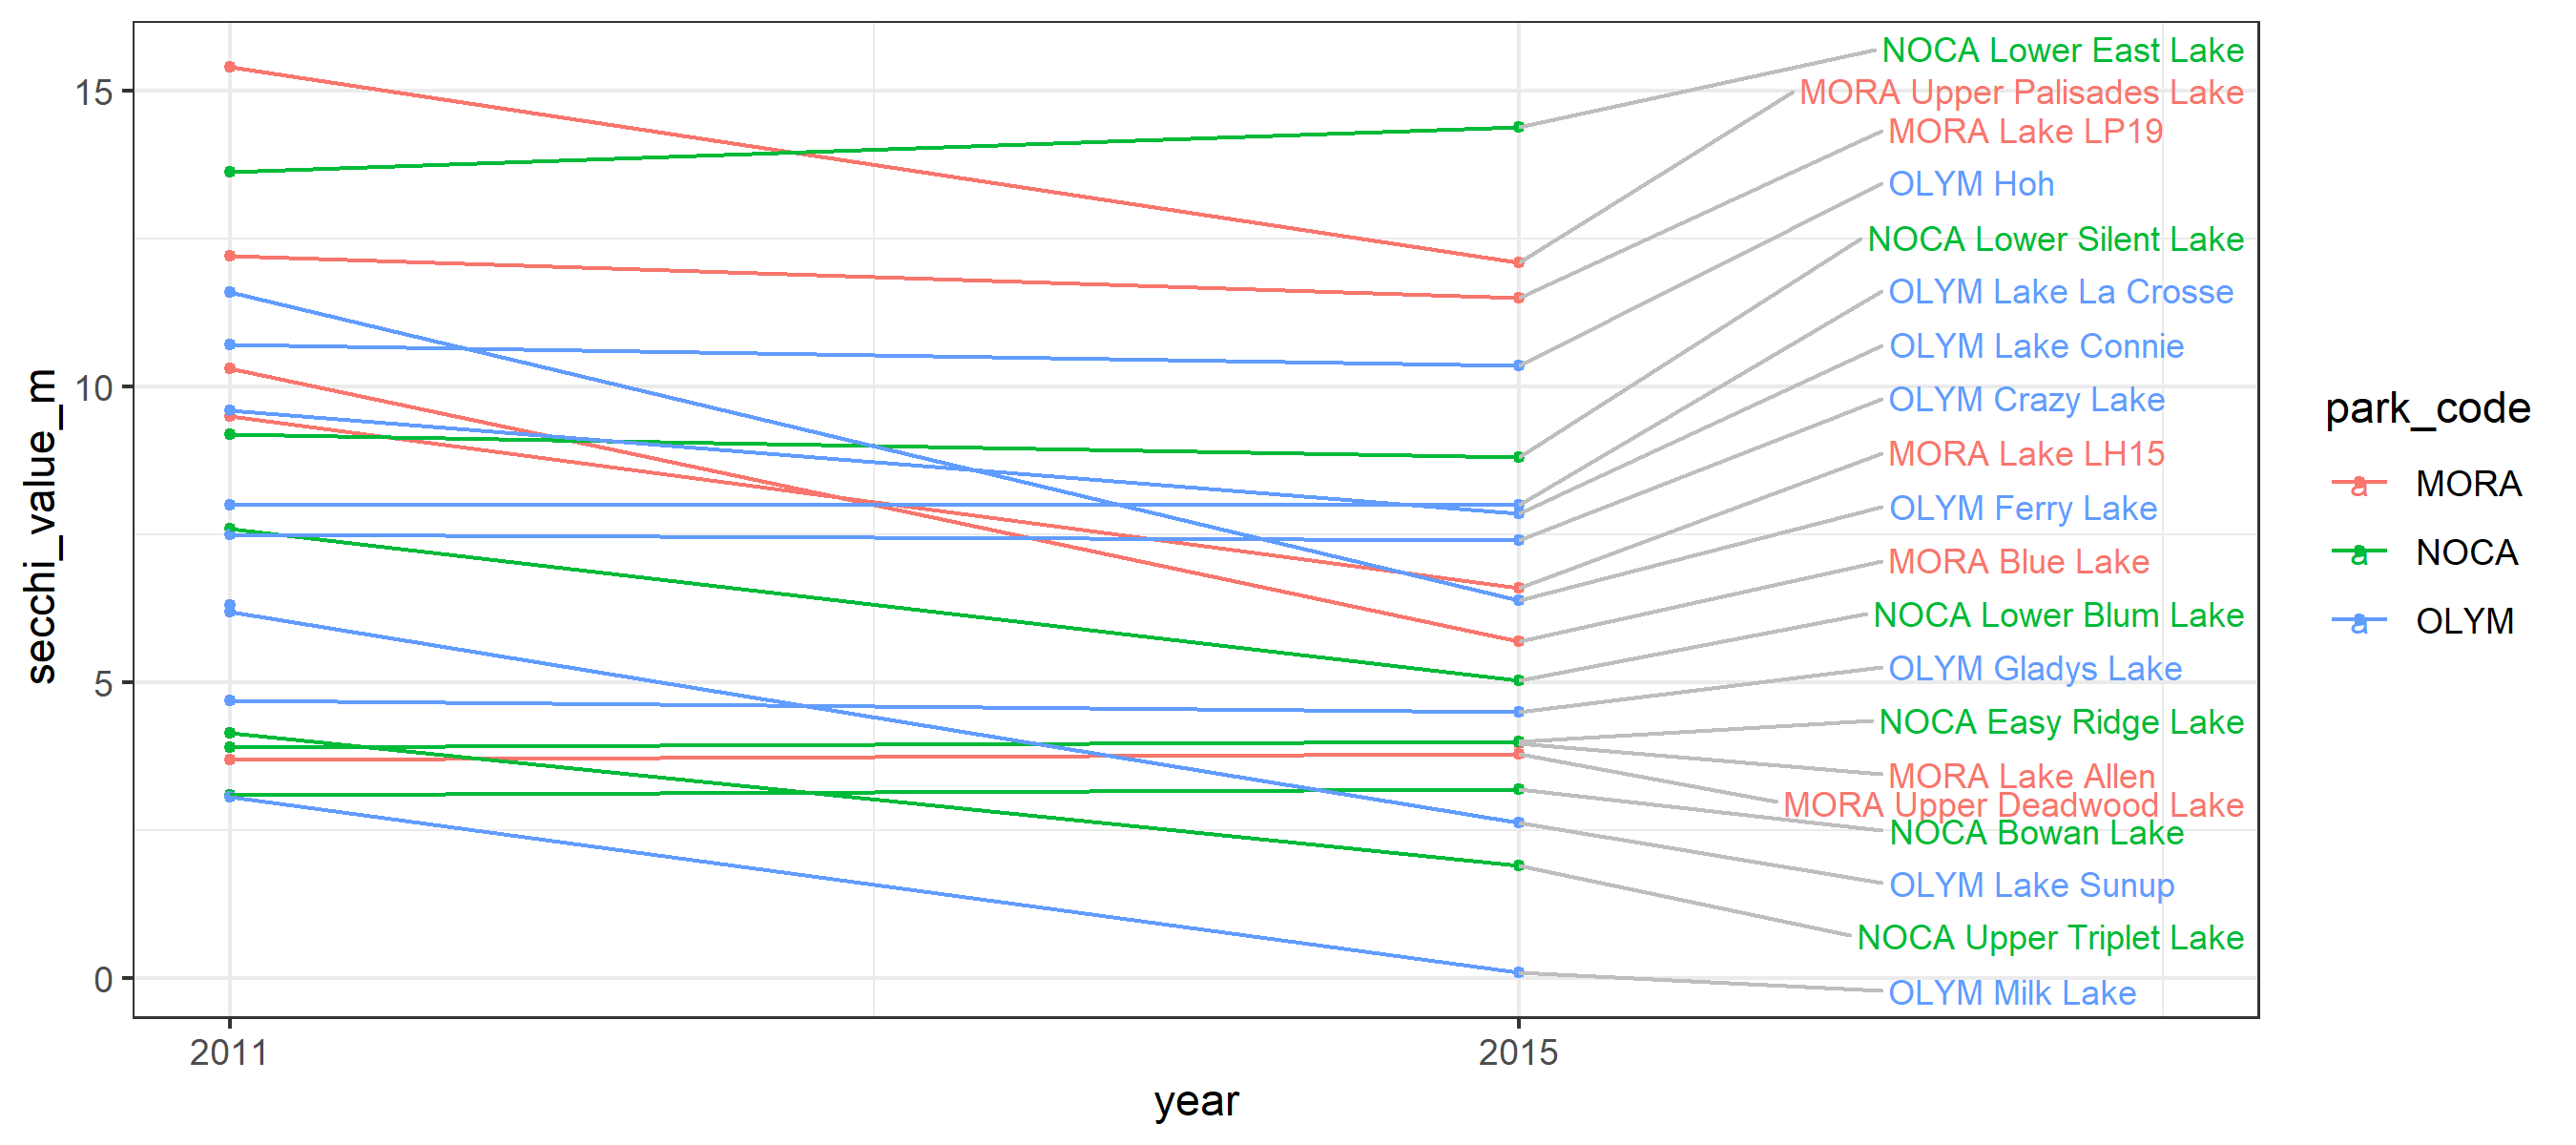 NOCA Lower East Lake
MORA Upper Palisades Lake
MORA Lake LP19
OLYM Hoh
NOCA Lower Silent Lake
OLYM Lake La Crosse
OLYM Lake Connie
OLYM Crazy Lake
MORA Lake LH15
OLYM Ferry Lake
MORA Blue Lake
NOCA Lower Blum Lake
OLYM Gladys Lake
NOCA Easy Ridge Lake
MORA Lake Allen
MORA Upper Deadwood Lake
NOCA Bowan Lake
OLYM Lake Sunup
NOCA Upper Triplet Lake
OLYM Milk Lake
15
10
5
0
secchi_value_m
2011
2015
year
park_code
a MORA
a NOCA
a OLYM